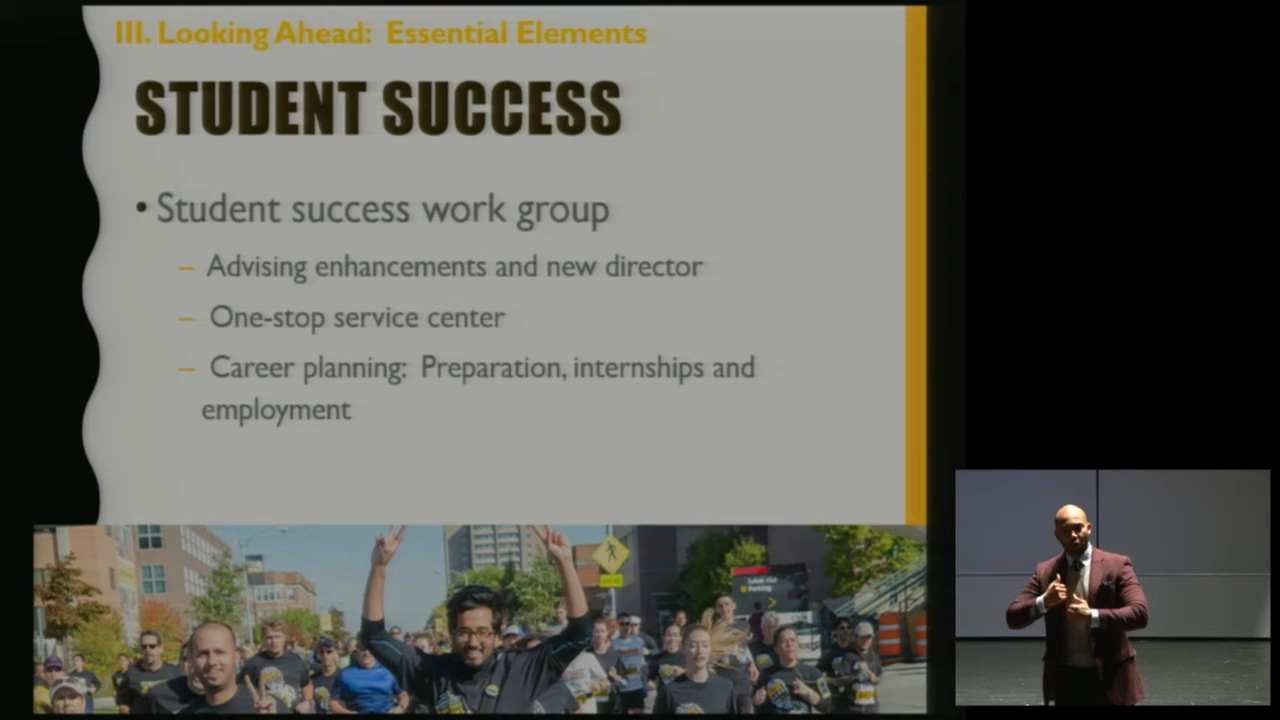 III. Looking Ahead: Essential Elements
STUDENT SUCCESS
• Student success work group
– Advising enhancements and new director
– One-stop service center
– Career planning: Preparation, internships and
employment